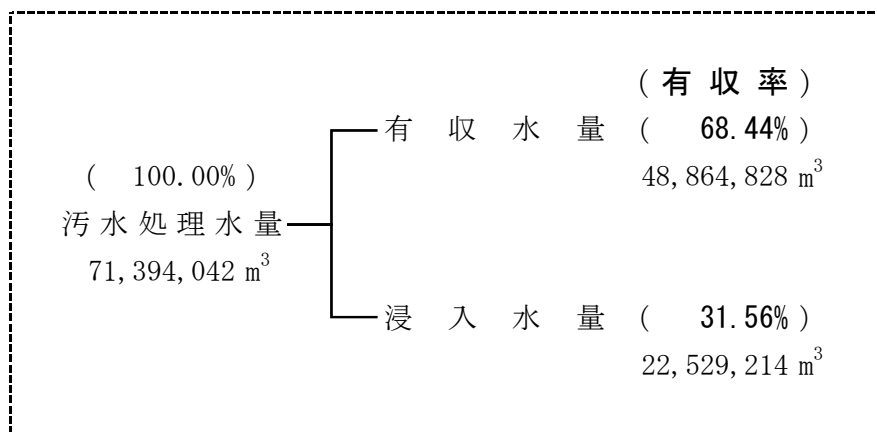 (有収率)
有収水量 ( 68.44%)
48,864,828 m³
( 100.00%)
汚水処理水量
71,394,042 m³
浸入水量 ( 31.56%)
22,529,214 m³